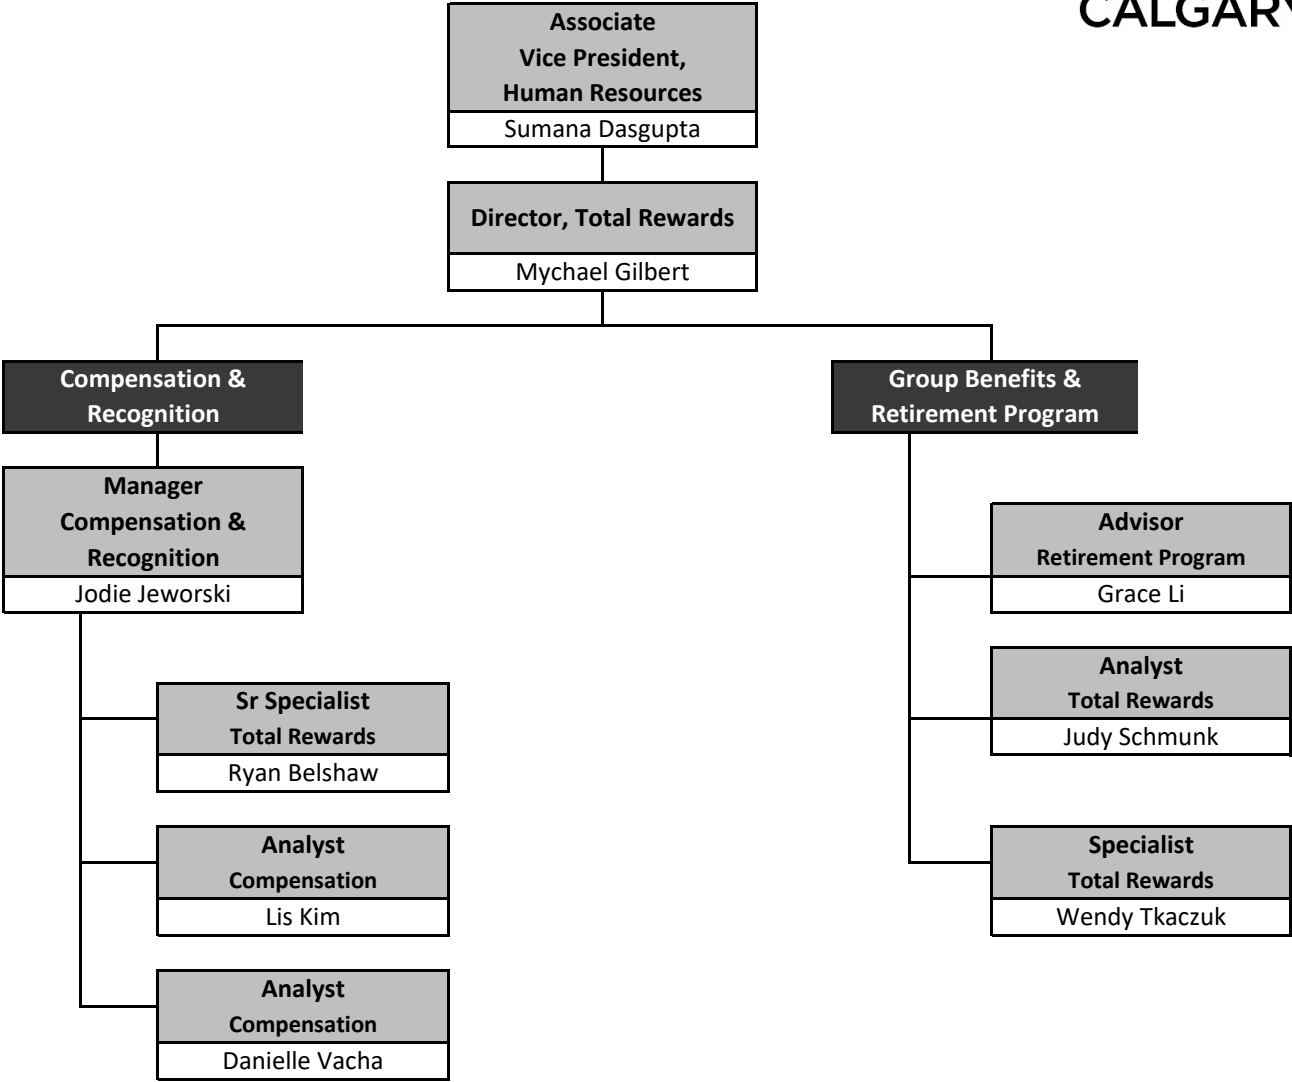 CALGARY
Associate
Vice President,
Human Resources
Sumana Dasgupta
Director, Total Rewards
Mychael Gilbert
Compensation &
Recognition
Group Benefits &
Retirement Program
Manager
Compensation &
Recognition
Jodie Jeworski
Advisor
Retirement Program
Grace Li
Analyst
Total Rewards
Judy Schmunk
Sr Specialist
Total Rewards
Ryan Belshaw
Analyst
Compensation
Lis Kim
Specialist
Total Rewards
Wendy Tkaczuk
Analyst
Compensation
Danielle Vacha